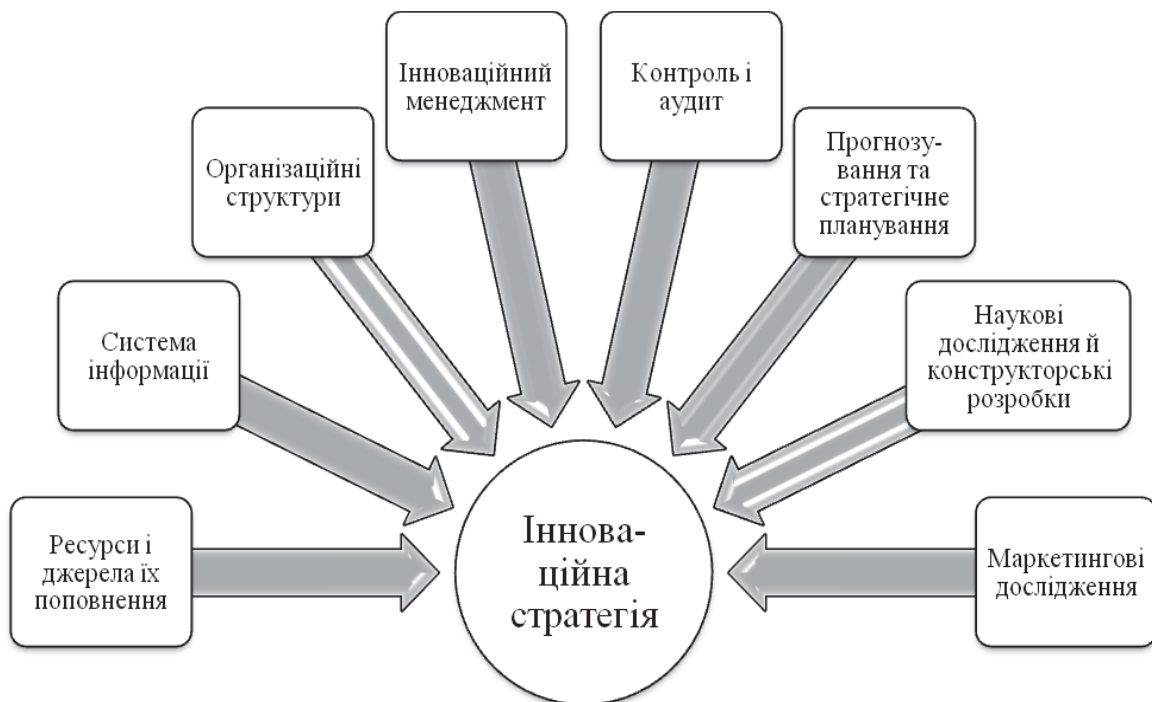 Інноваційний
менеджмент
Контроль і
аудит
Організаційні
структури
Прогнозу-
вання та
стратегічне
планування
Система
інформації
Наукові
дослідження й
конструкторські
розробки
Ресурси і
джерела їх
поповнення
Іннова-
ційна
стратегія
Маркетингові
дослідження